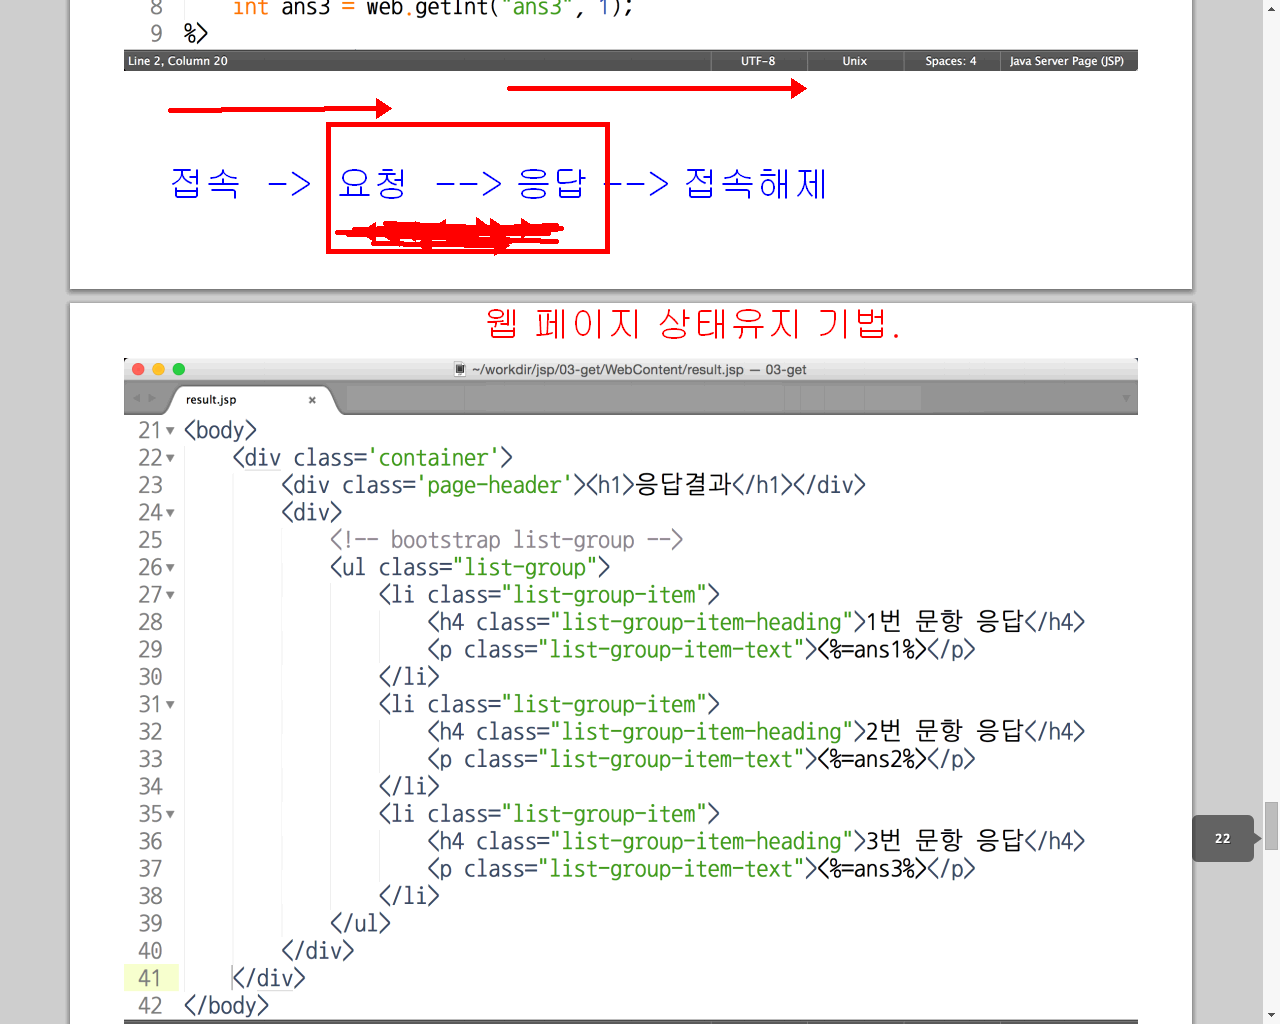 8 int ans3 = web.getInt("ans3", 1);
9 %>
Line 2, Column 20 UTF-8 Unix Spaces: 4 Java Server Page (JSP)
접속 -> 요청 --> 응답 --> 접속해제
웹 페이지 상태유지 기법.
~/workdir/jsp/03-get/WebContent/result.jsp — 03-get
result.jsp ×
21 <body>
22 <div class='container'>
23 <div class='page-header'><h1>응답결과</h1></div>
24 <div>
25 <!-- bootstrap list-group -->
26 <ul class="list-group">
27 <li class="list-group-item">
28 <h4 class="list-group-item-heading">1번 문항 응답</h4>
29 <p class="list-group-item-text"><%=ans1%></p>
30 </li>
31 <li class="list-group-item">
32 <h4 class="list-group-item-heading">2번 문항 응답</h4>
33 <p class="list-group-item-text"><%=ans2%></p>
34 </li>
35 <li class="list-group-item">
36 <h4 class="list-group-item-heading">3번 문항 응답</h4>
37 <p class="list-group-item-text"><%=ans3%></p>
38 </li>
39 </ul>
40 </div>
41 </div>
42 </body>
22